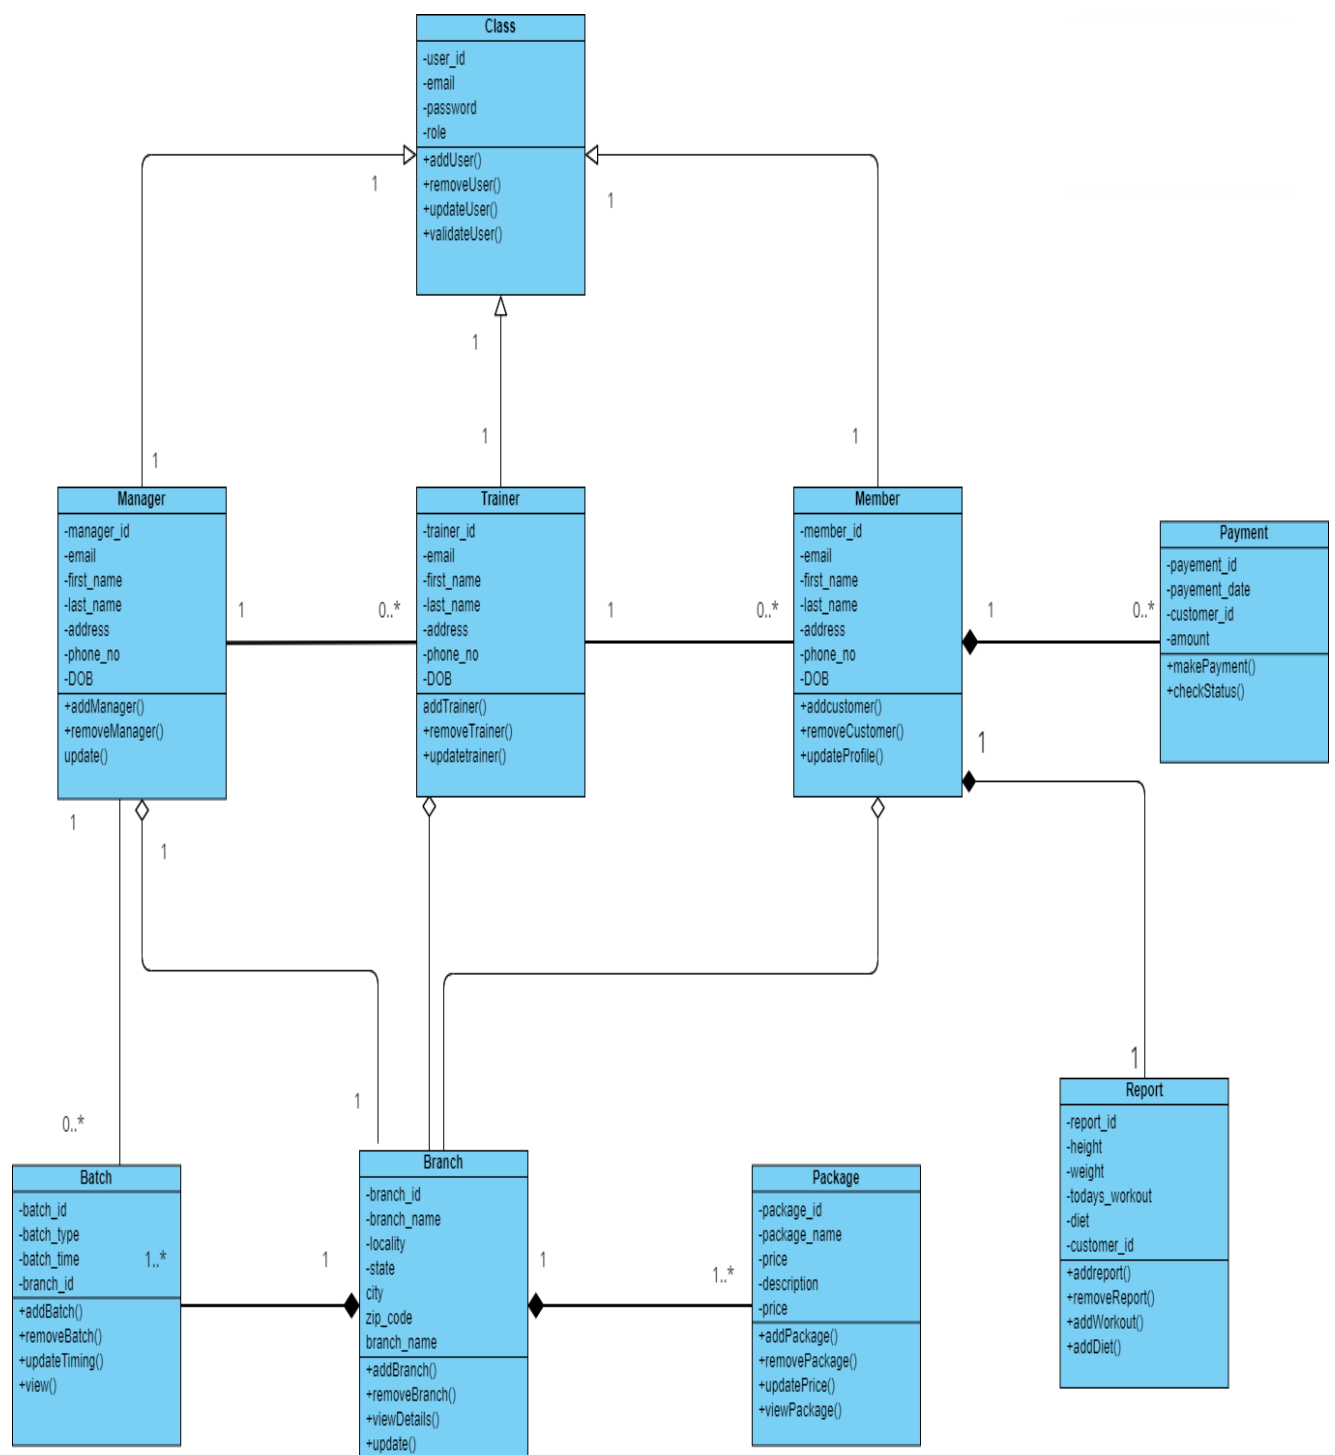 Class
-user_id
-email
-password
-role
+addUser()
+removeUser()
+updateUser()
+validateUser()
1
1
1
1
1
1
Manager
-manager_id
-email
-first_name
-last_name
-address
-phone_no
-DOB
+addManager()
+removeManager()
update()
1
0..*
Trainer
-trainer_id
-email
-first_name
-last_name
-address
-phone_no
-DOB
addTrainer()
+removeTrainer()
+updatetrainer()
1
0..*
Member
-member_id
-email
-first_name
-last_name
-address
-phone_no
-DOB
+addcustomer()
+removeCustomer()
+updateProfile()
1
0..*
Payment
-payement_id
-payement_date
-customer_id
-amount
+makePayment()
+checkStatus()
1
1
1
1
1
0..*
Batch
-batch_id
-batch_type
-batch_time
-branch_id
+addBatch()
+removeBatch()
+updateTiming()
+view()
1..*
1
Branch
-branch_id
-branch_name
-locality
-state
city
zip_code
branch_name
+addBranch()
+removeBranch()
+viewDetails()
+update()
1
1..*
Package
-package_id
-package_name
-price
-description
-price
+addPackage()
+removePackage()
+updatePrice()
+viewPackage()
Report
-report_id
-height
-weight
-todays_workout
-diet
-customer_id
+addreport()
+removeReport()
+addWorkout()
+addDiet()